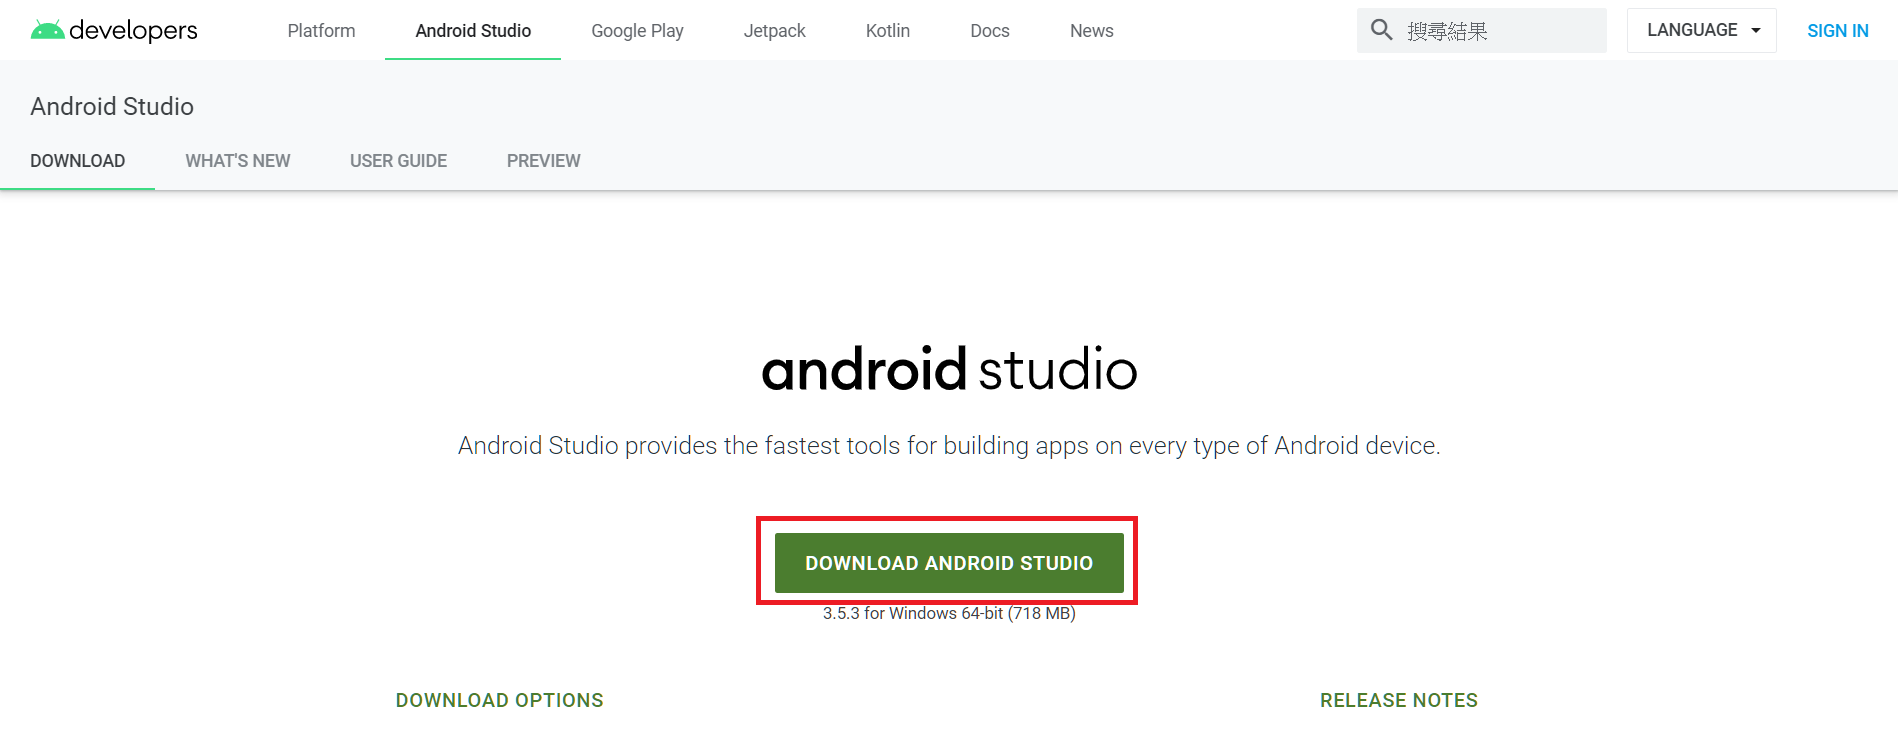 developers Platform Android Studio Google Play Jetpack Kotlin Docs News 搜尋結果 LANGUAGE SIGN IN
Android Studio
DOWNLOAD WHAT'S NEW USER GUIDE PREVIEW
android studio
Android Studio provides the fastest tools for building apps on every type of Android device.
DOWNLOAD ANDROID STUDIO
3.5.3 for Windows 64-bit (718 MB)
DOWNLOAD OPTIONS RELEASE NOTES